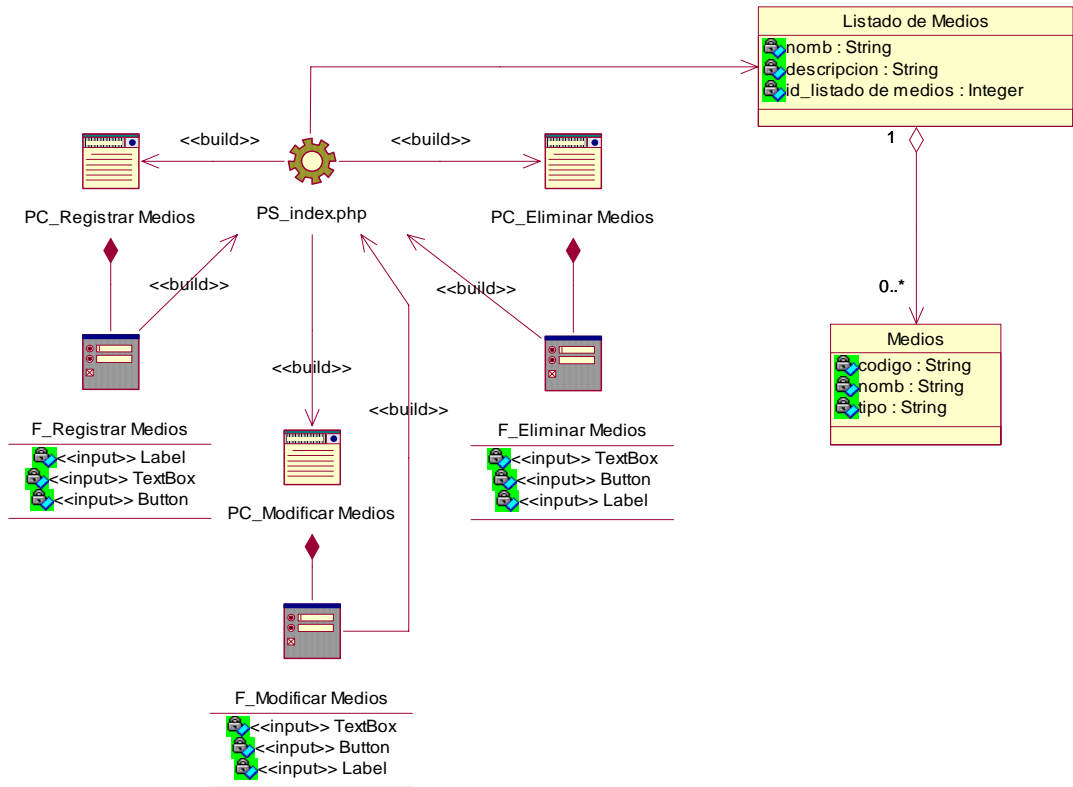 Listado de Medios
nomb : String
descripcion : String
id_listado de medios : Integer
1
0..*
Medios
codigo : String
nomb : String
tipo : String
<<build>>
<<build>>
PC_Registrar Medios
PS_index.php
PC_Eliminar Medios
<<build>>
<<build>>
<<build>>
<<build>>
F_Registrar Medios
<<input>> Label
<<input>> TextBox
<<input>> Button
F_Eliminar Medios
<<input>> TextBox
<<input>> Button
<<input>> Label
PC_Modificar Medios
F_Modificar Medios
<<input>> TextBox
<<input>> Button
<<input>> Label